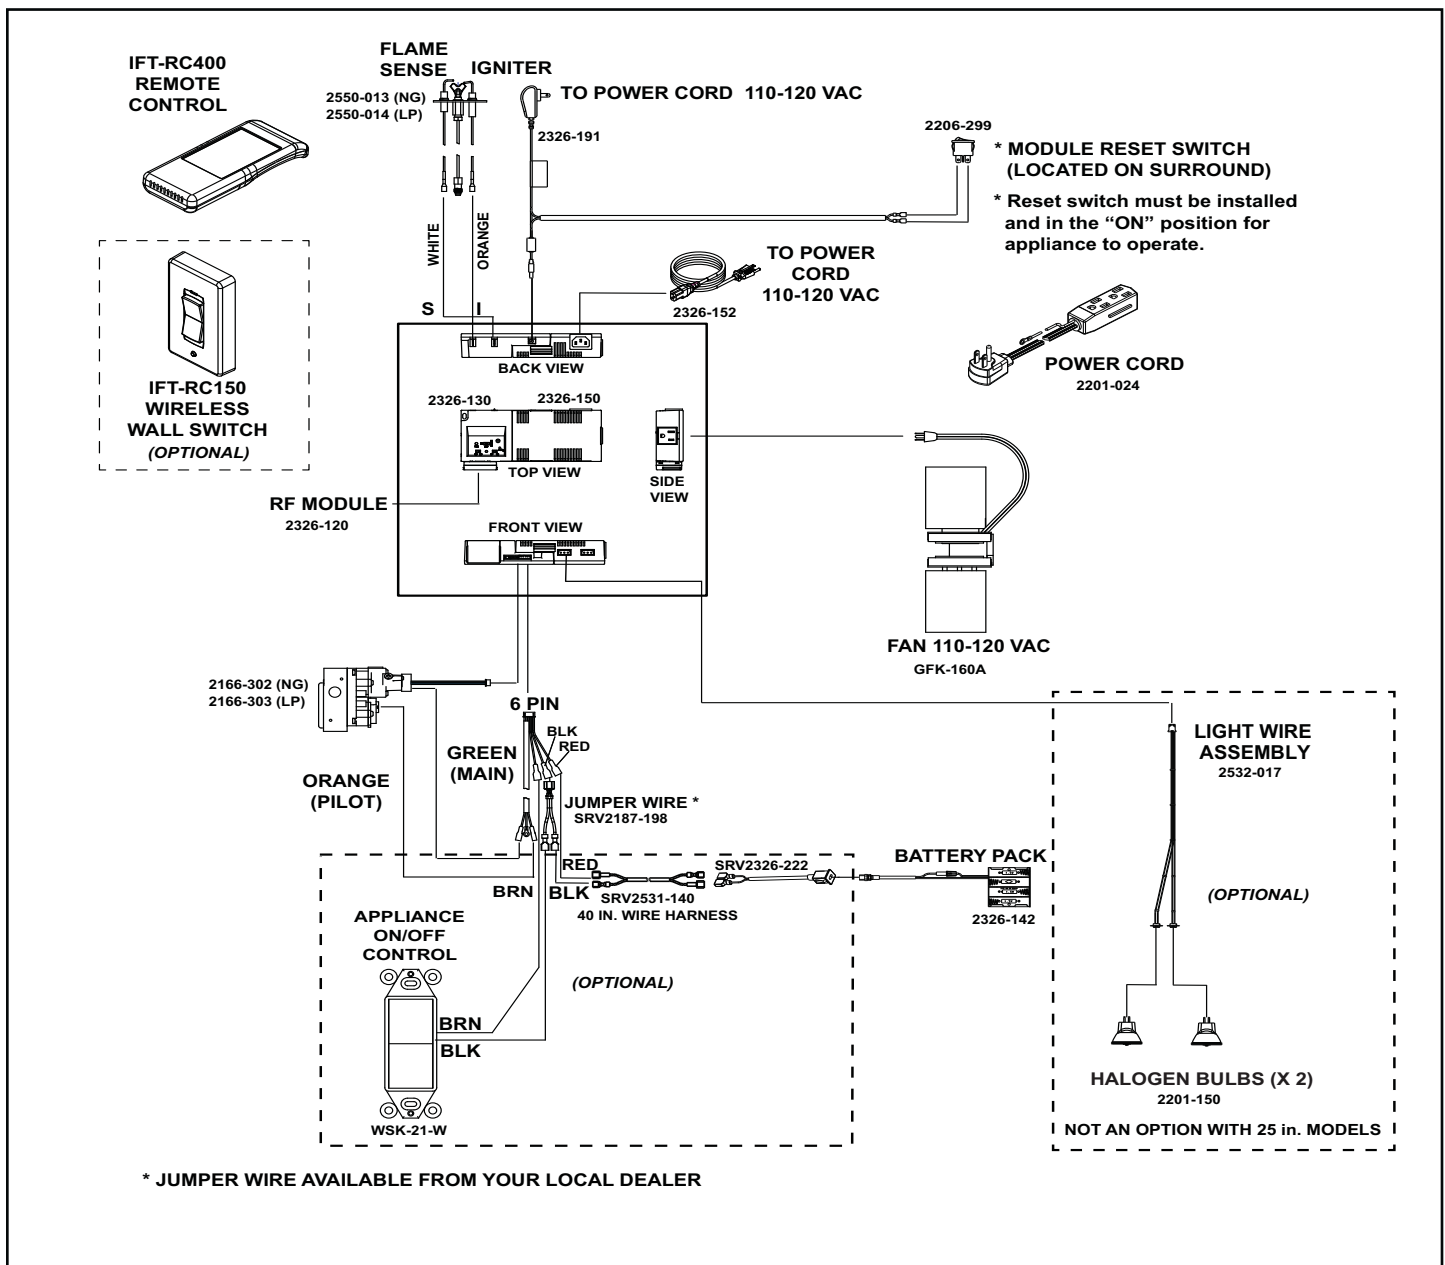 IFT-RC400
REMOTE
CONTROL
FLAME
SENSE
IGNITER
2550-013 (NG)
2550-014 (LP)
TO POWER CORD 110-120 VAC
2326-191
2206-299
* MODULE RESET SWITCH
(LOCATED ON SURROUND)
* Reset switch must be installed
and in the “ON” position for
appliance to operate.
WHITE
ORANGE
S
I
TO POWER
CORD
110-120 VAC
2326-152
POWER CORD
2201-024
IFT-RC150
WIRELESS
WALL SWITCH
(OPTIONAL)
BACK VIEW
2326-130
2326-150
TOP VIEW
SIDE
VIEW
RF MODULE
2326-120
FRONT VIEW
FAN 110-120 VAC
GFK-160A
2166-302 (NG)
2166-303 (LP)
6 PIN
BLK
RED
GREEN
(MAIN)
ORANGE
(PILOT)
JUMPER WIRE *
SRV2187-198
LIGHT WIRE
ASSEMBLY
2532-017
RED
BRN
BLK
SRV2531-140
40 IN. WIRE HARNESS
SRV2326-222
BATTERY PACK
2326-142
(OPTIONAL)
APPLIANCE
ON/OFF
CONTROL
(OPTIONAL)
BRN
BLK
WSK-21-W
HALOGEN BULBS (X 2)
2201-150
NOT AN OPTION WITH 25 in. MODELS
* JUMPER WIRE AVAILABLE FROM YOUR LOCAL DEALER